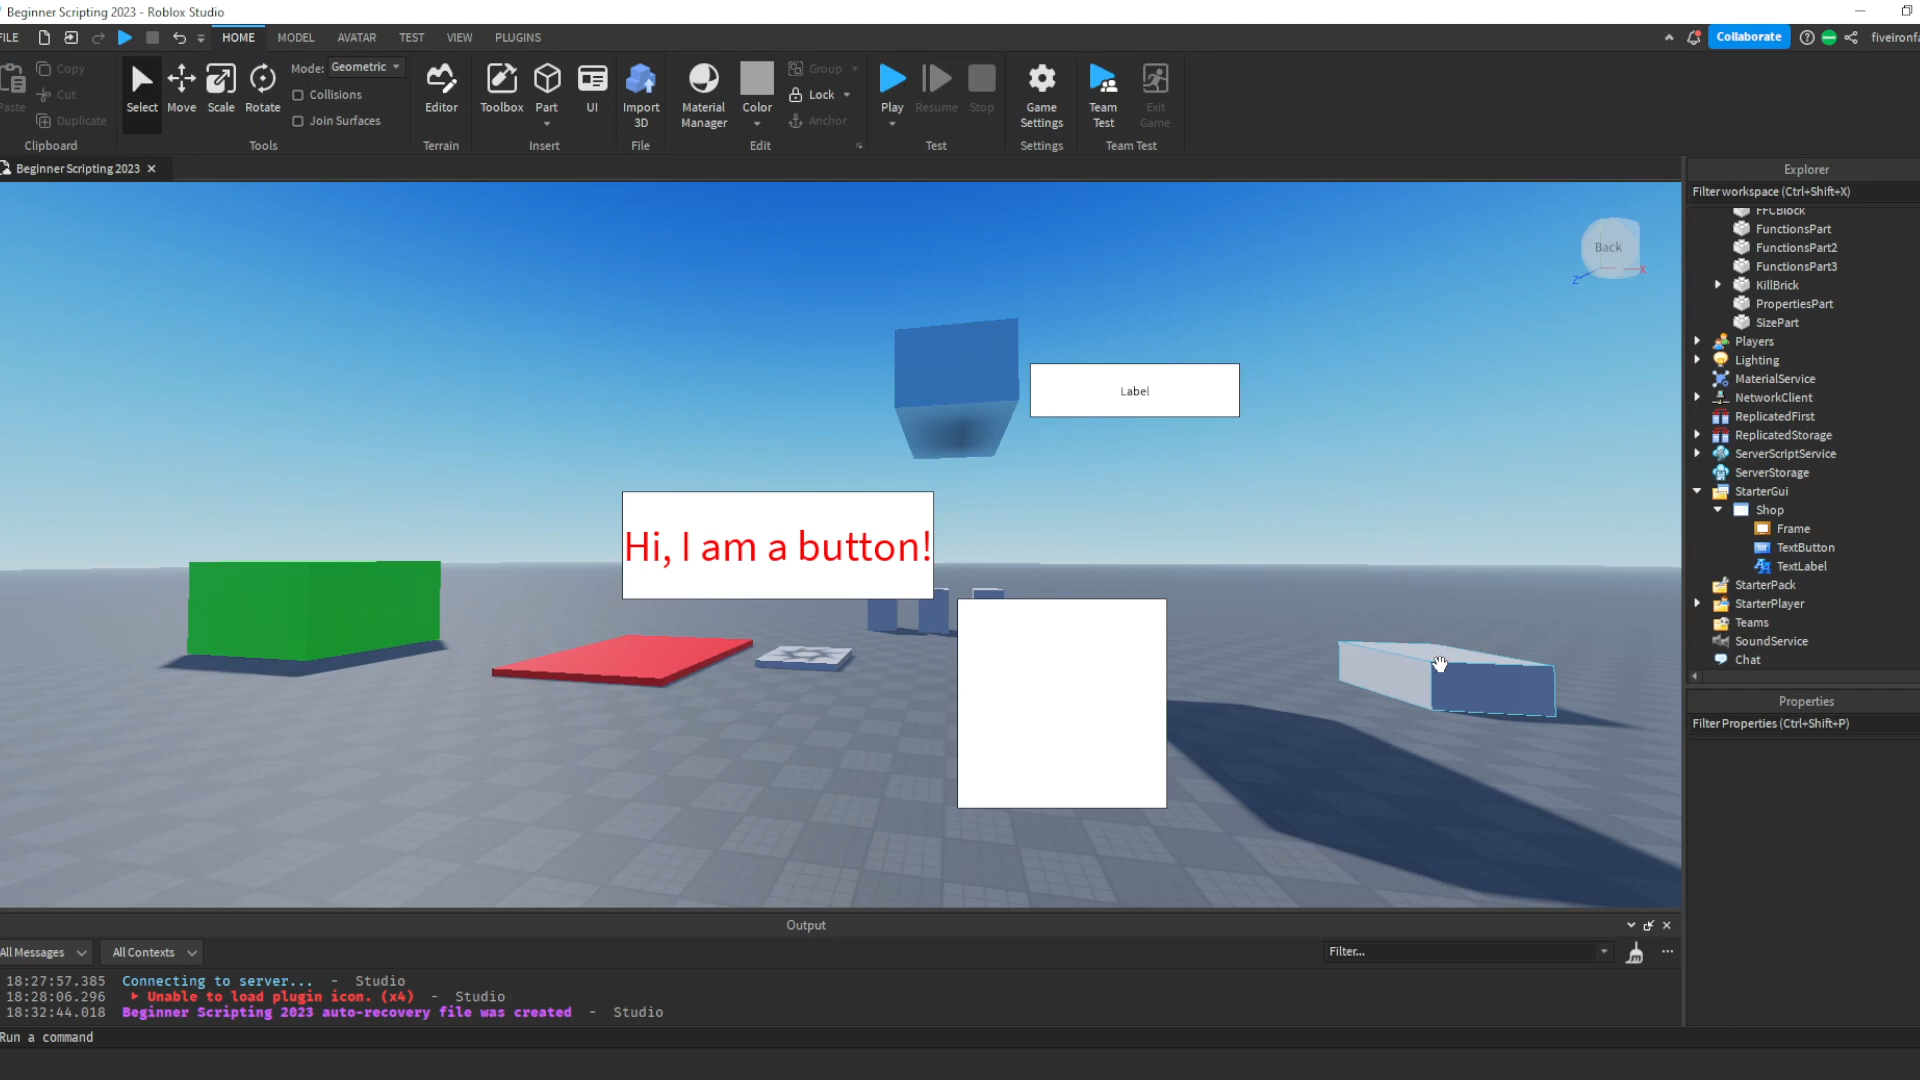 Beginner Scripting 2023 - Roblox Studio
FILE
HOME
MODEL
AVATAR
TEST
VIEW
PLUGINS
Collaborate
Paste
Copy
Cut
Duplicate
Clipboard
Select
Move
Scale
Rotate
Mode: Geometric
Collisions
Join Surfaces
Tools
Editor
Terrain
Toolbox
Part
UI
Insert
Import
3D
File
Material
Manager
Color
Group
Lock
Anchor
Edit
Play
Resume
Stop
Test
Game
Settings
Settings
Team
Test
Exit
Game
Team Test
Beginner Scripting 2023
Back
Z
X
Label
Hi, I am a button!
Explorer
Filter workspace (Ctrl+Shift+X)
FFCBlock
FunctionsPart
FunctionsPart2
FunctionsPart3
KillBrick
PropertiesPart
SizePart
Players
Lighting
MaterialService
NetworkClient
ReplicatedFirst
ReplicatedStorage
ServerScriptService
ServerStorage
StarterGui
Shop
Frame
TextButton
TextLabel
StarterPack
StarterPlayer
Teams
SoundService
Chat
Properties
Filter Properties (Ctrl+Shift+P)
Output
All Messages
All Contexts
Filter...
18:27:57.385 Connecting to server... - Studio
18:28:06.296 Unable to load plugin icon. (x4) - Studio
18:32:44.018 Beginner Scripting 2023 auto-recovery file was created - Studio
Run a command